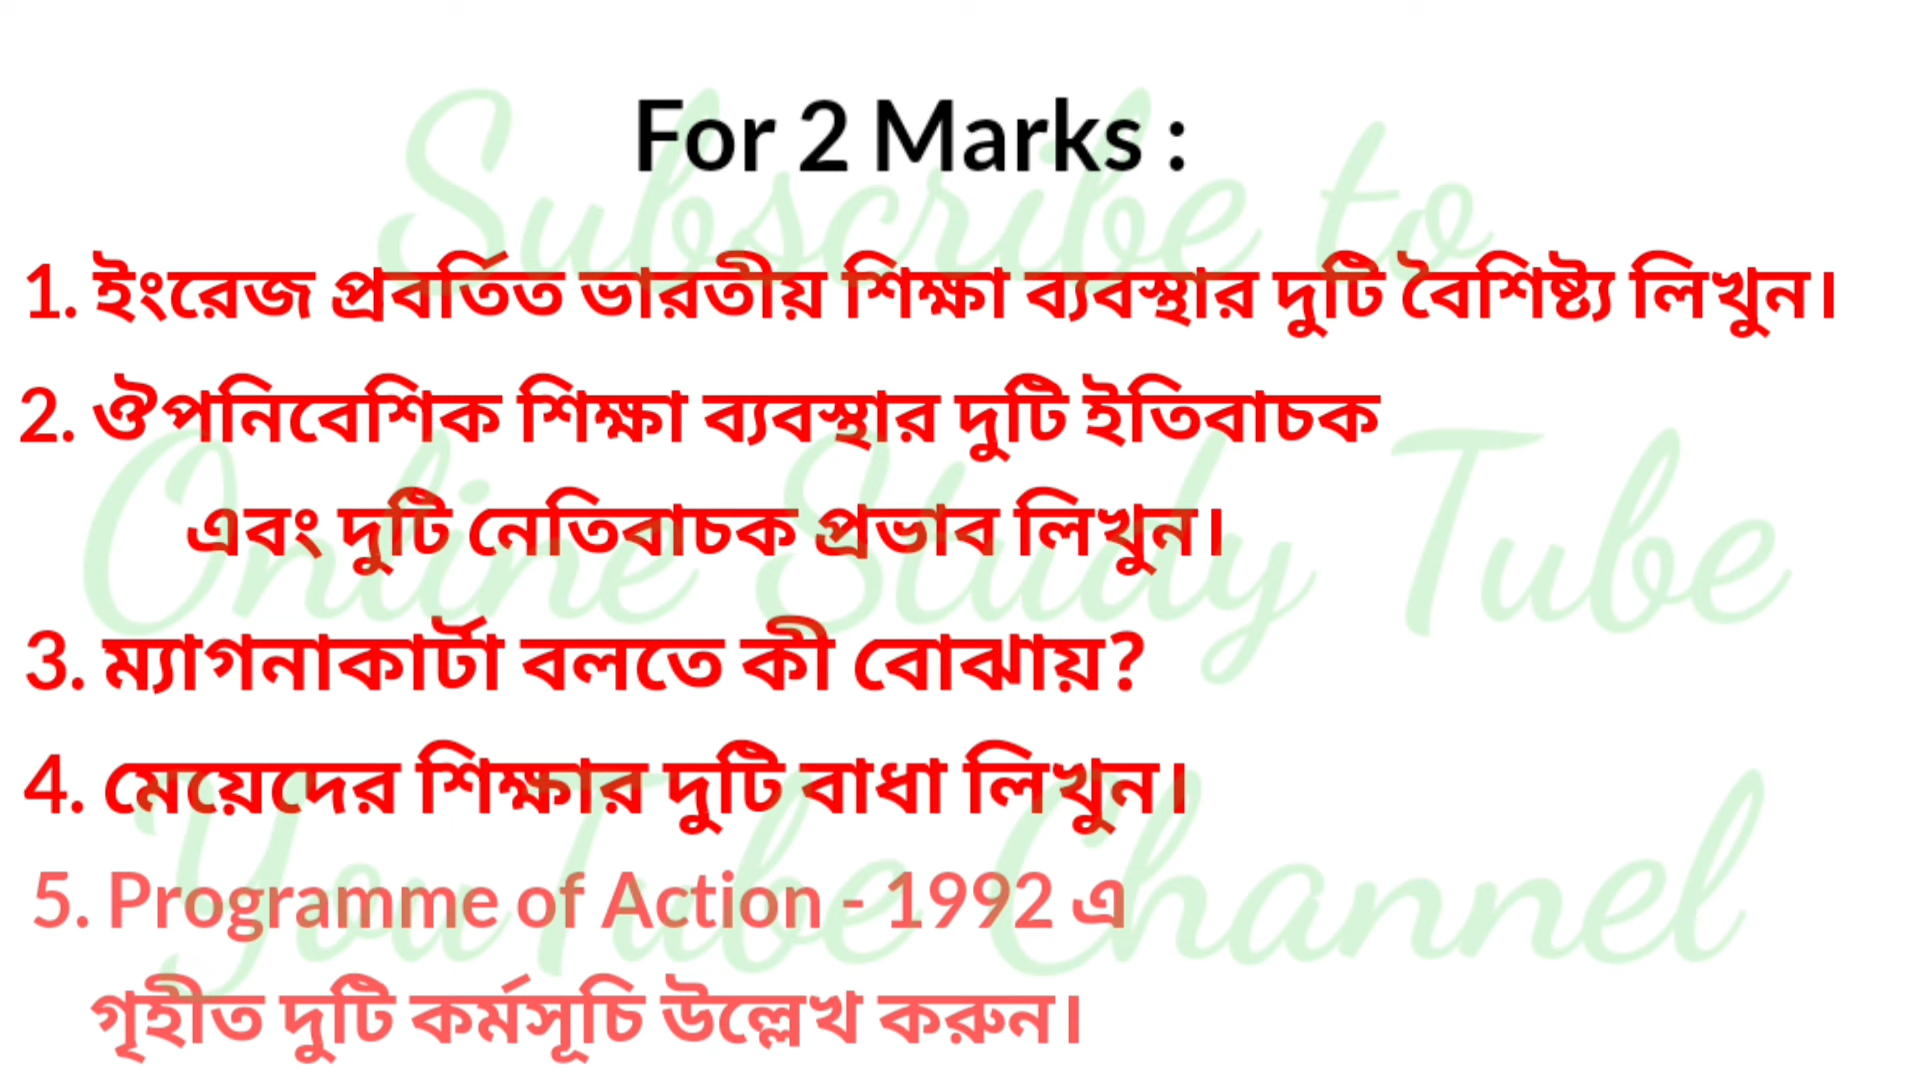 For 2 Marks :
1. ইংরেজ প্রবর্তিত ভারতীয় শিক্ষা ব্যবস্থার দুটি বৈশিষ্ট্য লিখুন।
2. ঔপনিবেশিক শিক্ষা ব্যবস্থার দুটি ইতিবাচক
এবং দুটি নেতিবাচক প্রভাব লিখুন।
3. ম্যাগনাকার্টা বলতে কী বোঝায়?
4. মেয়েদের শিক্ষার দুটি বাধা লিখুন।
5. Programme of Action - 1992 এ
গৃহীত দুটি কর্মসূচি উল্লেখ করুন।
Subscribe to
Online Study Tube
YouTube Channel